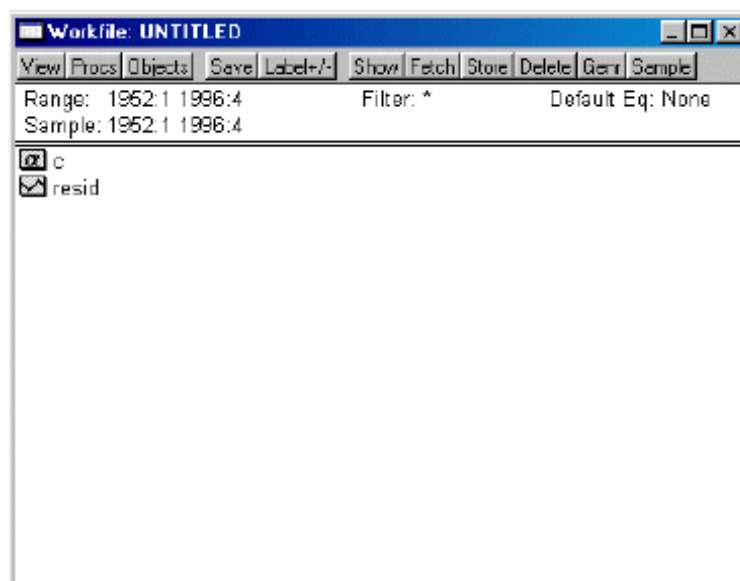 Workfile: UNTITLED
View Procs Objects Save Label+/- Show Fetch Store Delete Genr Sample
Range: 1952:1 1996:4 Filter: * Default Eq: None
Sample: 1952:1 1996:4
α c
resid